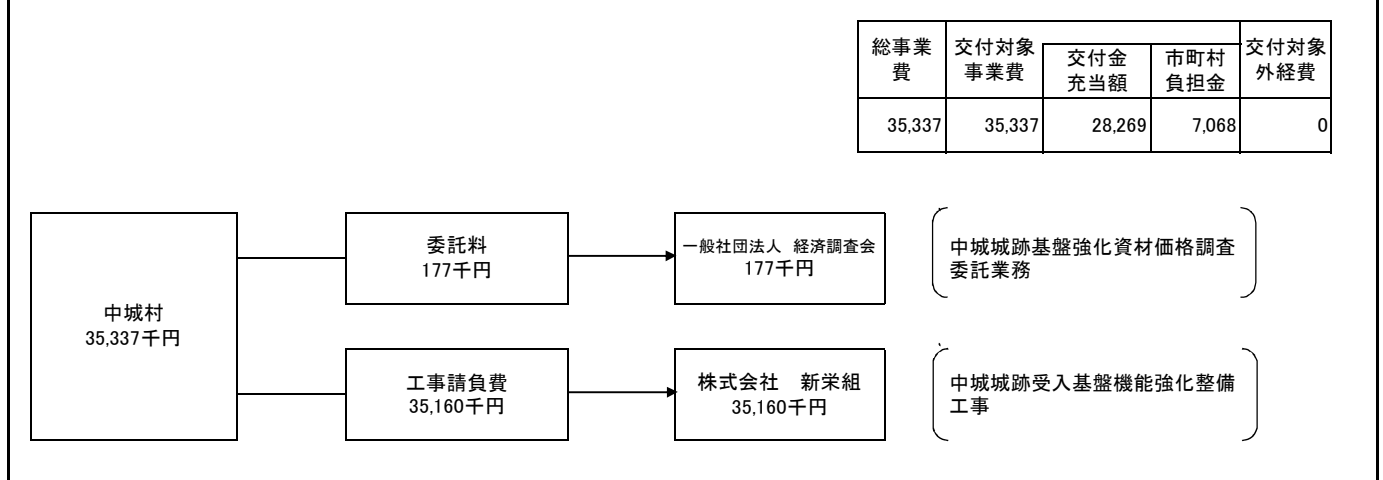 総事業
費
交付対象
事業費
交付金
充当額
市町村
負担金
交付対象
外経費
35,337
35,337
28,269
7,068
0
中城村
35,337千円
委託料
177千円
一般社団法人 経済調査会
177千円
中城城跡基盤強化資材価格調査
委託業務
工事請負費
35,160千円
株式会社 新栄組
35,160千円
中城城跡受入基盤機能強化整備
工事